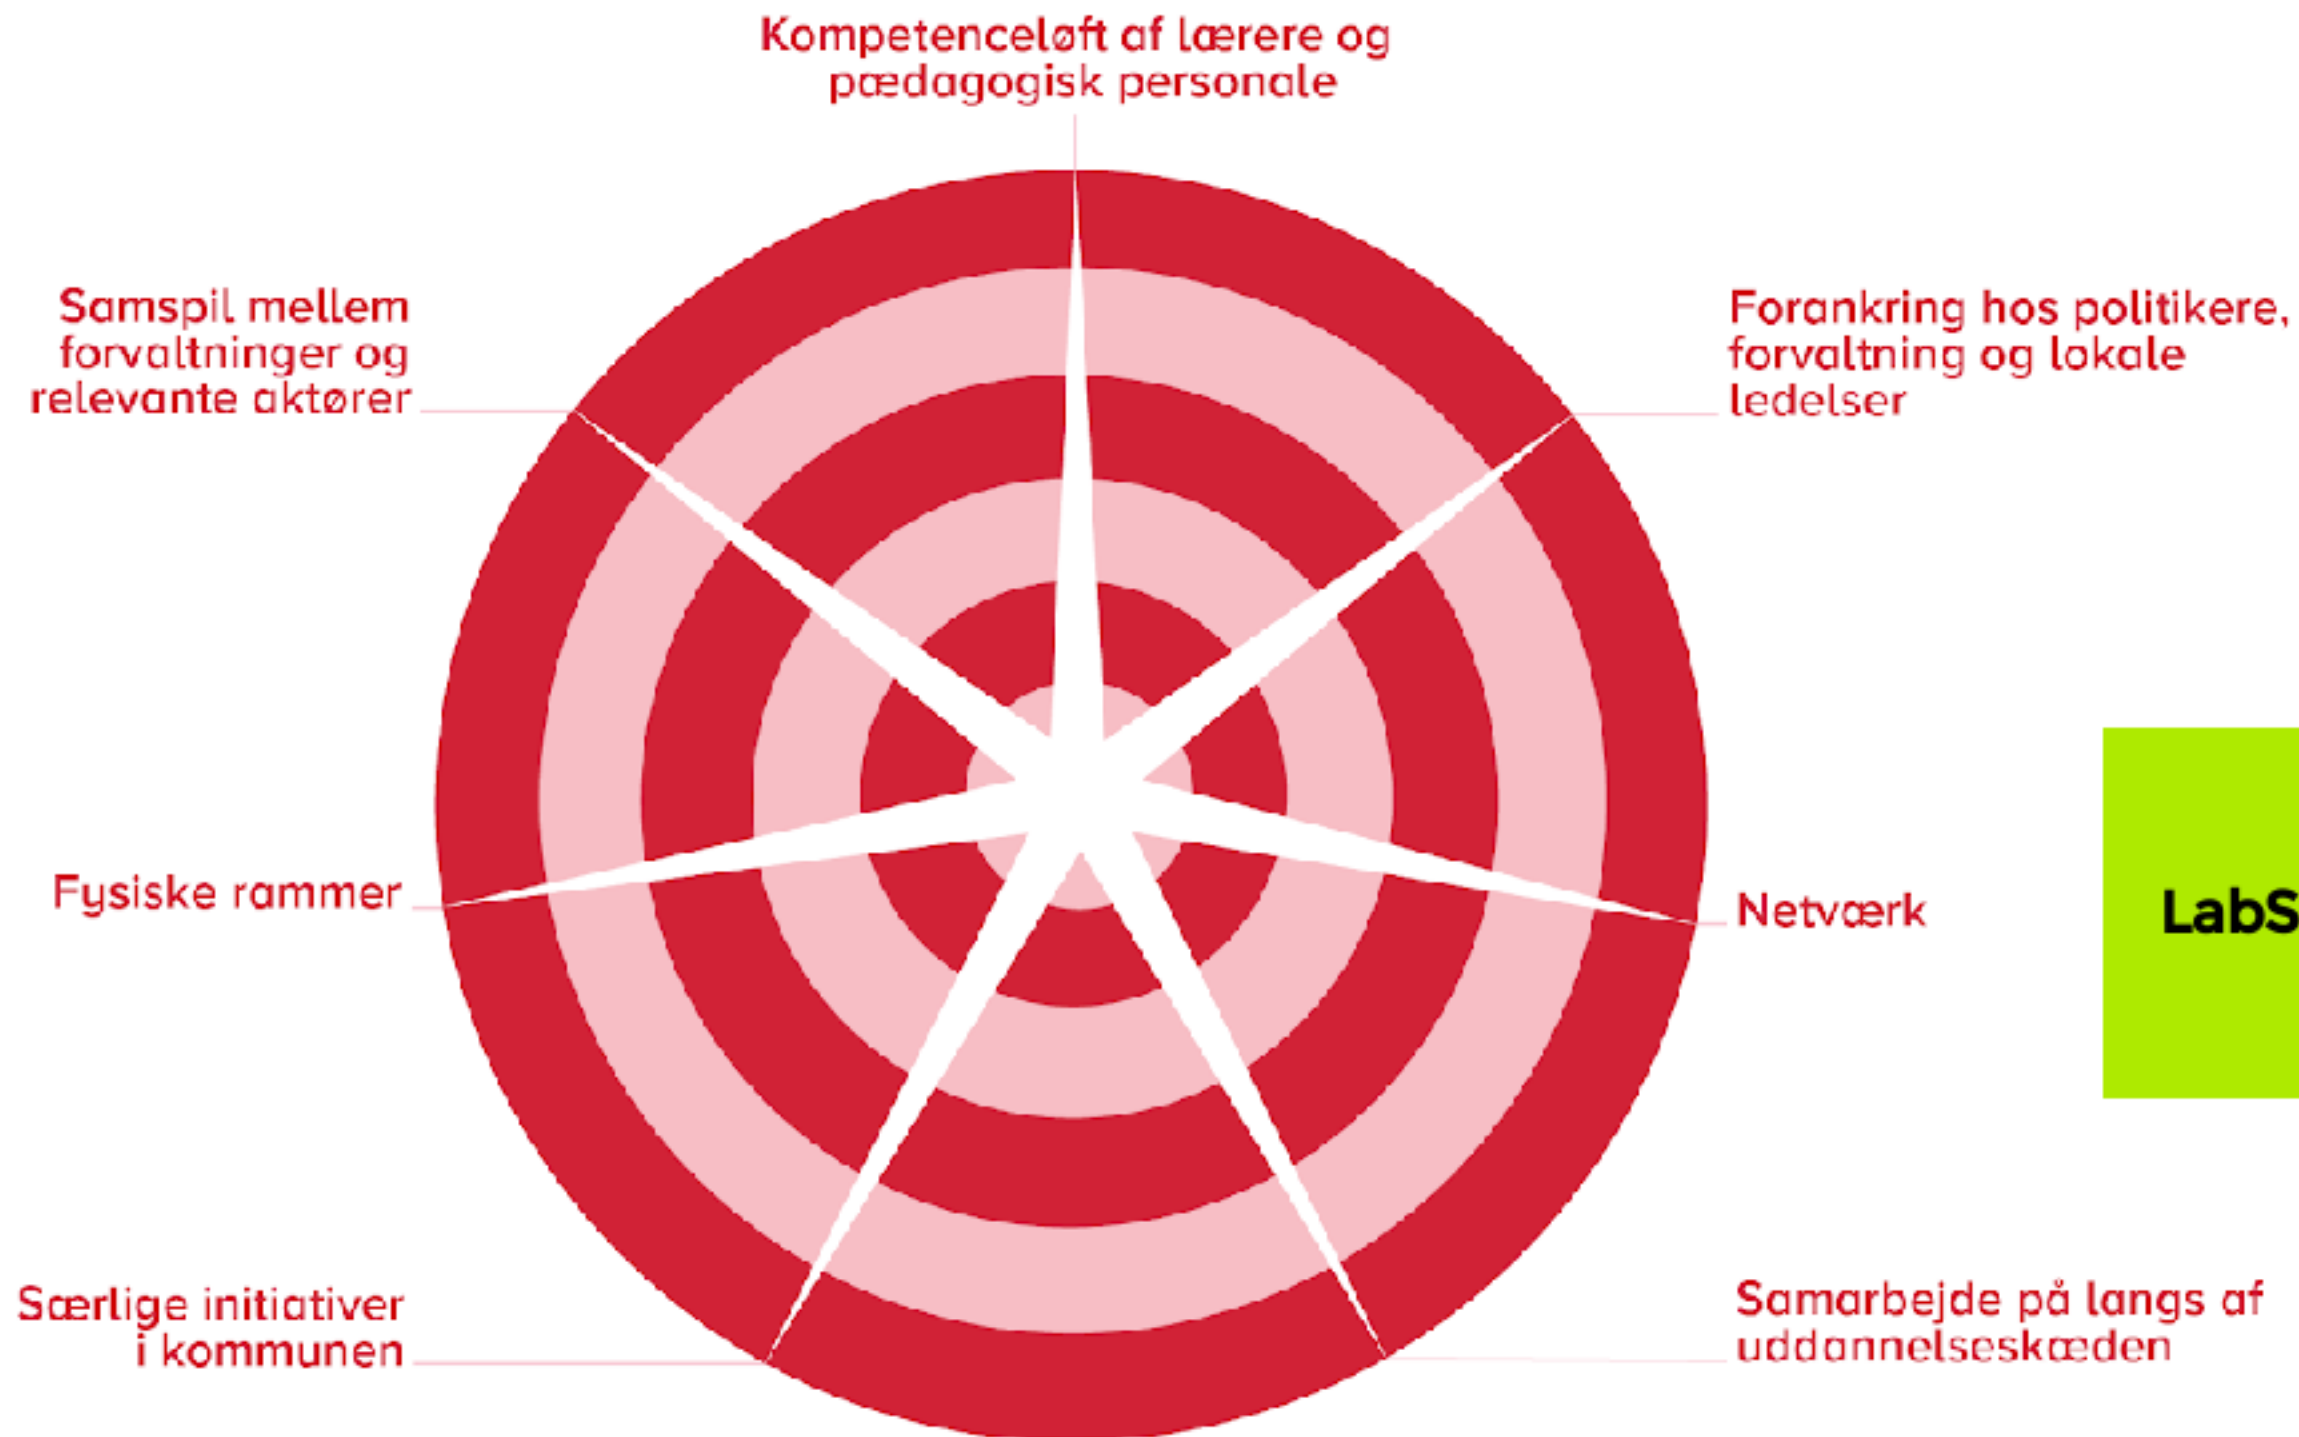 Kompetenceløft af lærere og
pædagogisk personale
Samspil mellem
forvaltninger og
relevante aktører
Forankring hos politikere,
forvaltning og lokale
ledelser
Fysiske rammer
Netværk
LabS
Særlige initiativer
i kommunen
Samarbejde på langs af
uddannelseskæden